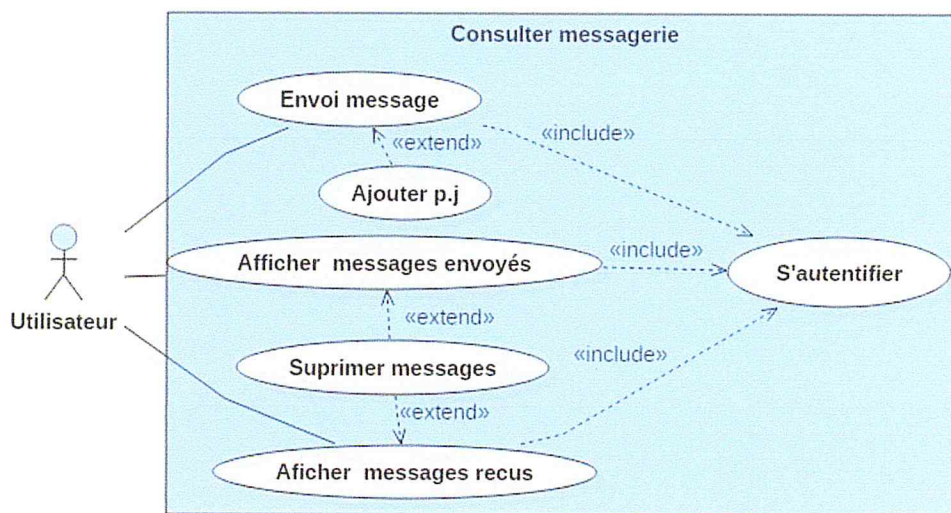 Consulter messagerie
Envoi message
«include»
«extend»
Ajouter p.j
Afficher messages envoyés
«include»
S'autentifier
Utilisateur
«extend»
Suprimer messages
«include»
«extend»
Aficher messages recus